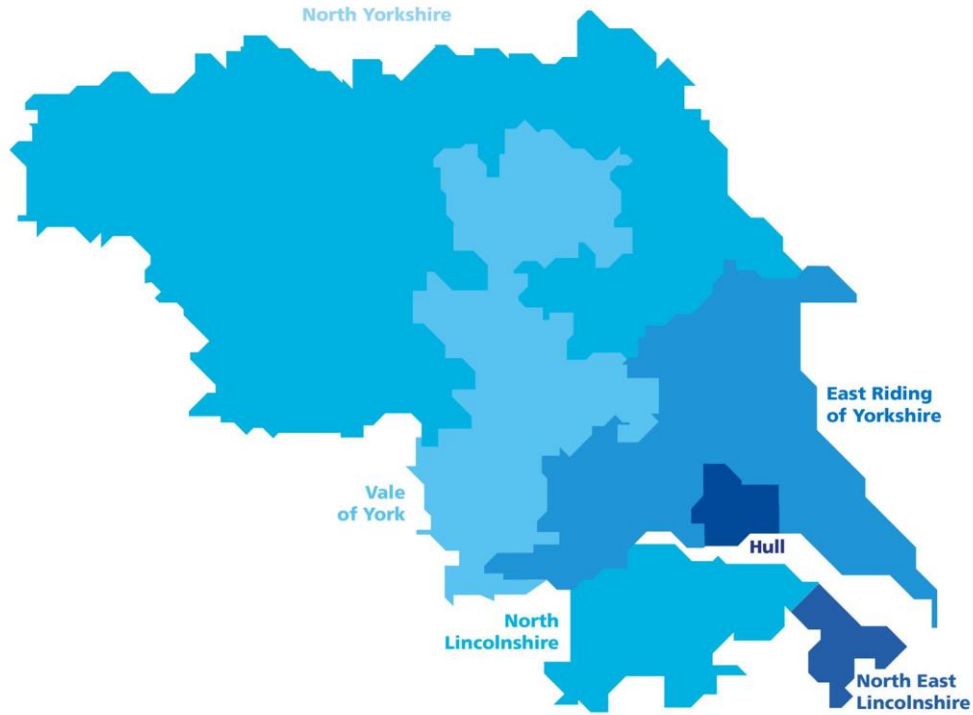 North Yorkshire
East Riding
of Yorkshire
Vale
of York
Hull
North
Lincolnshire
North East
Lincolnshire